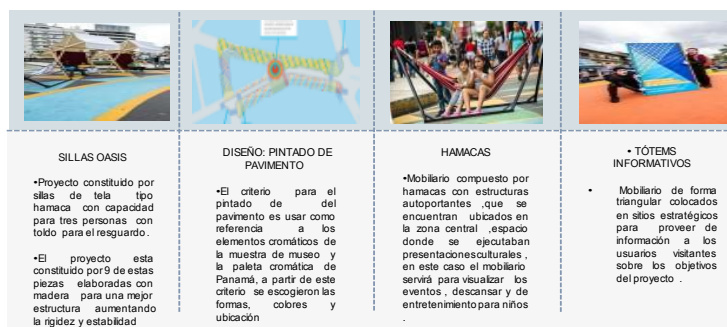 SILLAS OASIS
•Proyecto constituido por
sillas de tela tipo
hamaca con capacidad
para tres personas con
toldo para el resguardo .
•El proyecto esta
constituido por 9 de estas
piezas elaboradas con
madera para una mejor
estructura aumentando
la rigidez y estabilidad
DISEÑO: PINTADO DE
PAVIMENTO
•El criterio para el
pintado de del
pavimento es usar como
referencia a los
elementos cromáticos de
la muestra de museo y
la paleta cromática de
Panamá, a partir de este
criterio se escogieron las
formas, colores y
ubicación
HAMACAS
•Mobiliario compuesto por
hamacas con estructuras
autoportantes ,que se
encuentran ubicados en
la zona central ,espacio
donde se ejecutaban
presentacionesculturales ,
en este caso el mobiliario
servirá para visualizar los
eventos , descansar y de
entretenimiento para niños
.
• TÓTEMS
INFORMATIVOS
• Mobiliario de forma
triangular colocados
en sitios estratégicos
para proveer de
información a los
usuarios visitantes
sobre los objetivos
del proyecto .